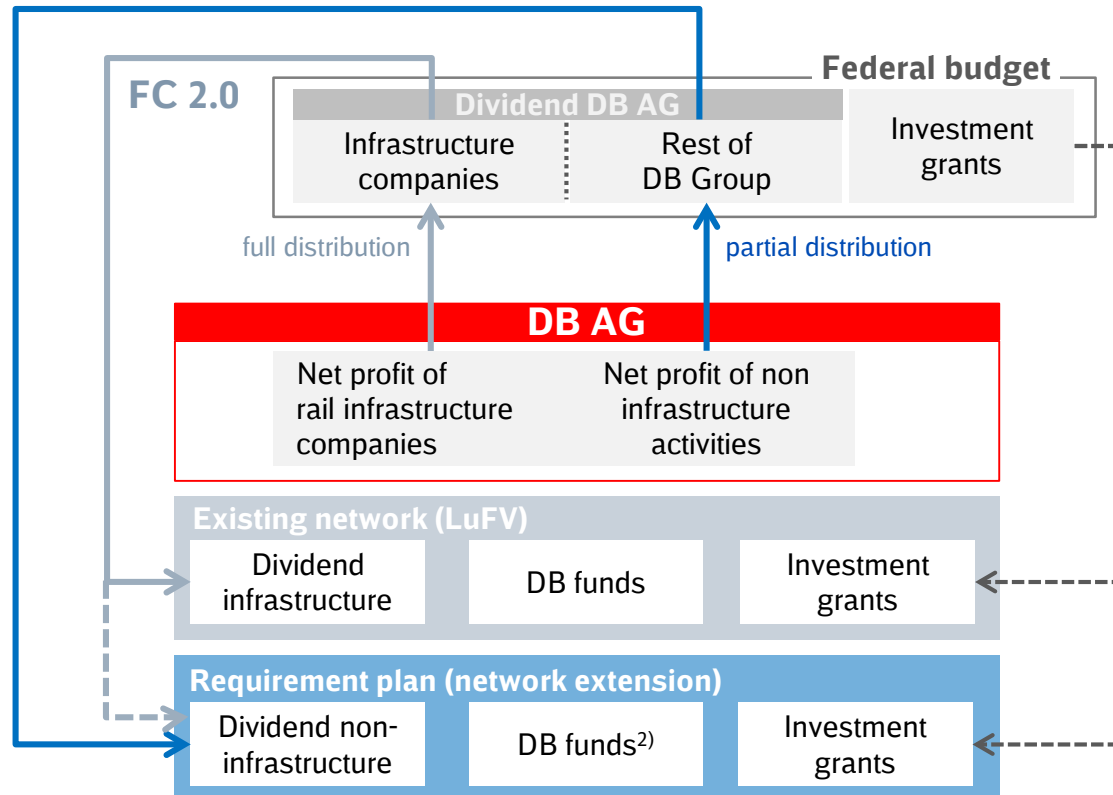 Federal budget
FC 2.0
Dividend DB AG
Infrastructure
companies
Rest of
DB Group
Investment
grants
full distribution
partial distribution
DB AG
Net profit of
rail infrastructure
companies
Net profit of non
infrastructure
activities
Existing network (LuFV)
Dividend
infrastructure
DB funds
Investment
grants
Requirement plan (network extension)
Dividend non-
infrastructure
DB funds2)
Investment
grants